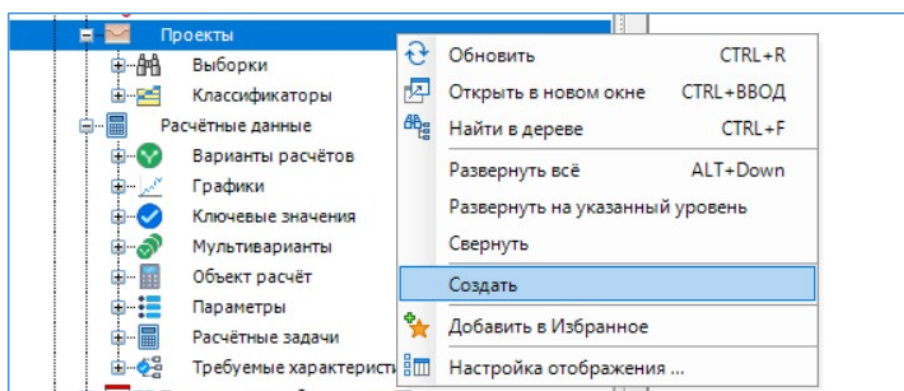 Проекты
Выборки
Классификаторы
Расчётные данные
Варианты расчётов
Графики
Ключевые значения
Мультиварианты
Объект расчёт
Параметры
Расчётные задачи
Требуемые характеристи
Обновить CTRL+R
Открыть в новом окне CTRL+ВВОД
Найти в дереве CTRL+F
Развернуть всё ALT+Down
Развернуть на указанный уровень
Свернуть
Создать
Добавить в Избранное
Настройка отображения ...